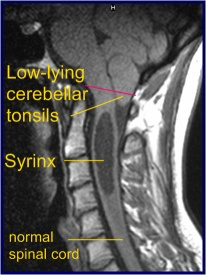 H
Low-lying
cerebellar
tonsils
Syrinx
normal
spinal cord